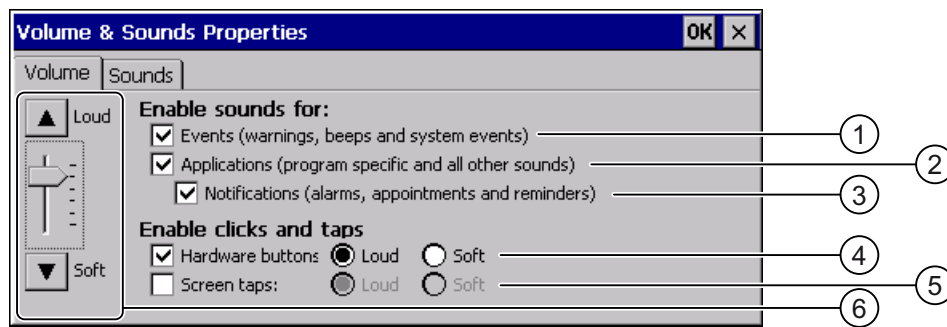 Volume & Sounds Properties OK ×
Volume Sounds
Loud
Soft
Enable sounds for:
Events (warnings, beeps and system events) 1
Applications (program specific and all other sounds) 2
Notifications (alarms, appointments and reminders) 3
Enable clicks and taps
Hardware buttons Loud Soft 4
Screen taps: Loud Soft 5
6